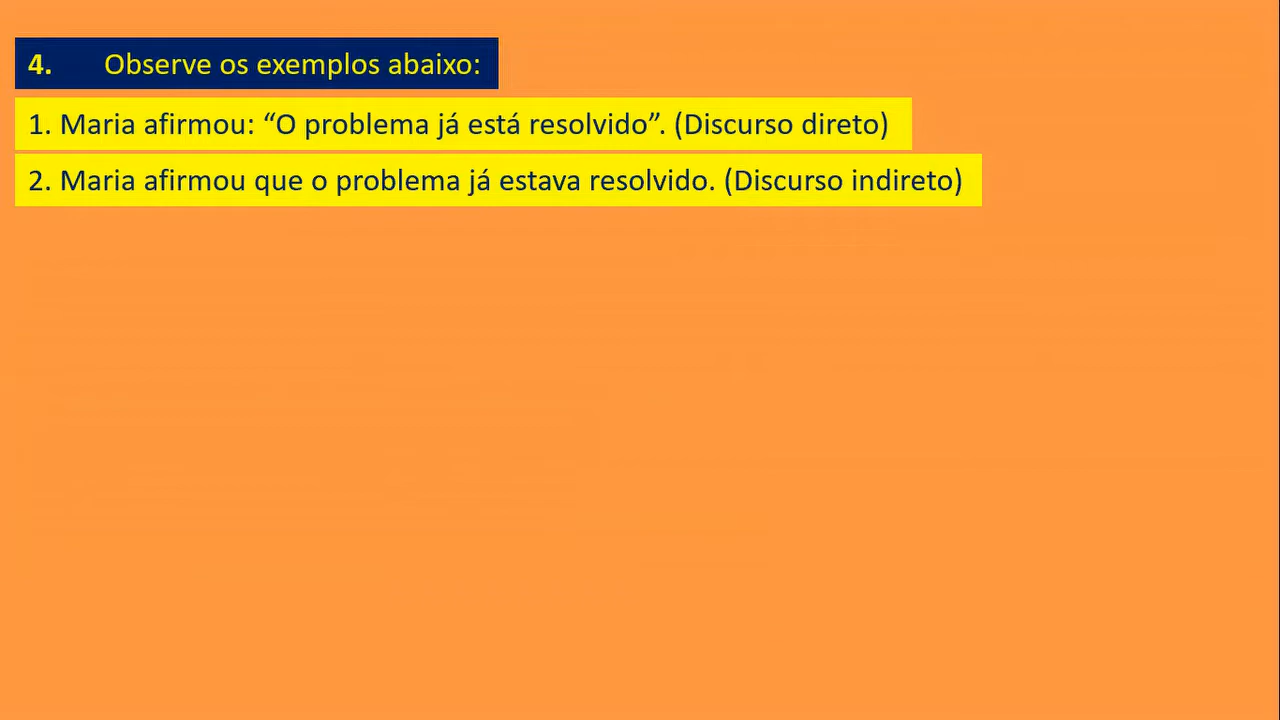 4. Observe os exemplos abaixo:
1. Maria afirmou: “O problema já está resolvido”. (Discurso direto)
2. Maria afirmou que o problema já estava resolvido. (Discurso indireto)